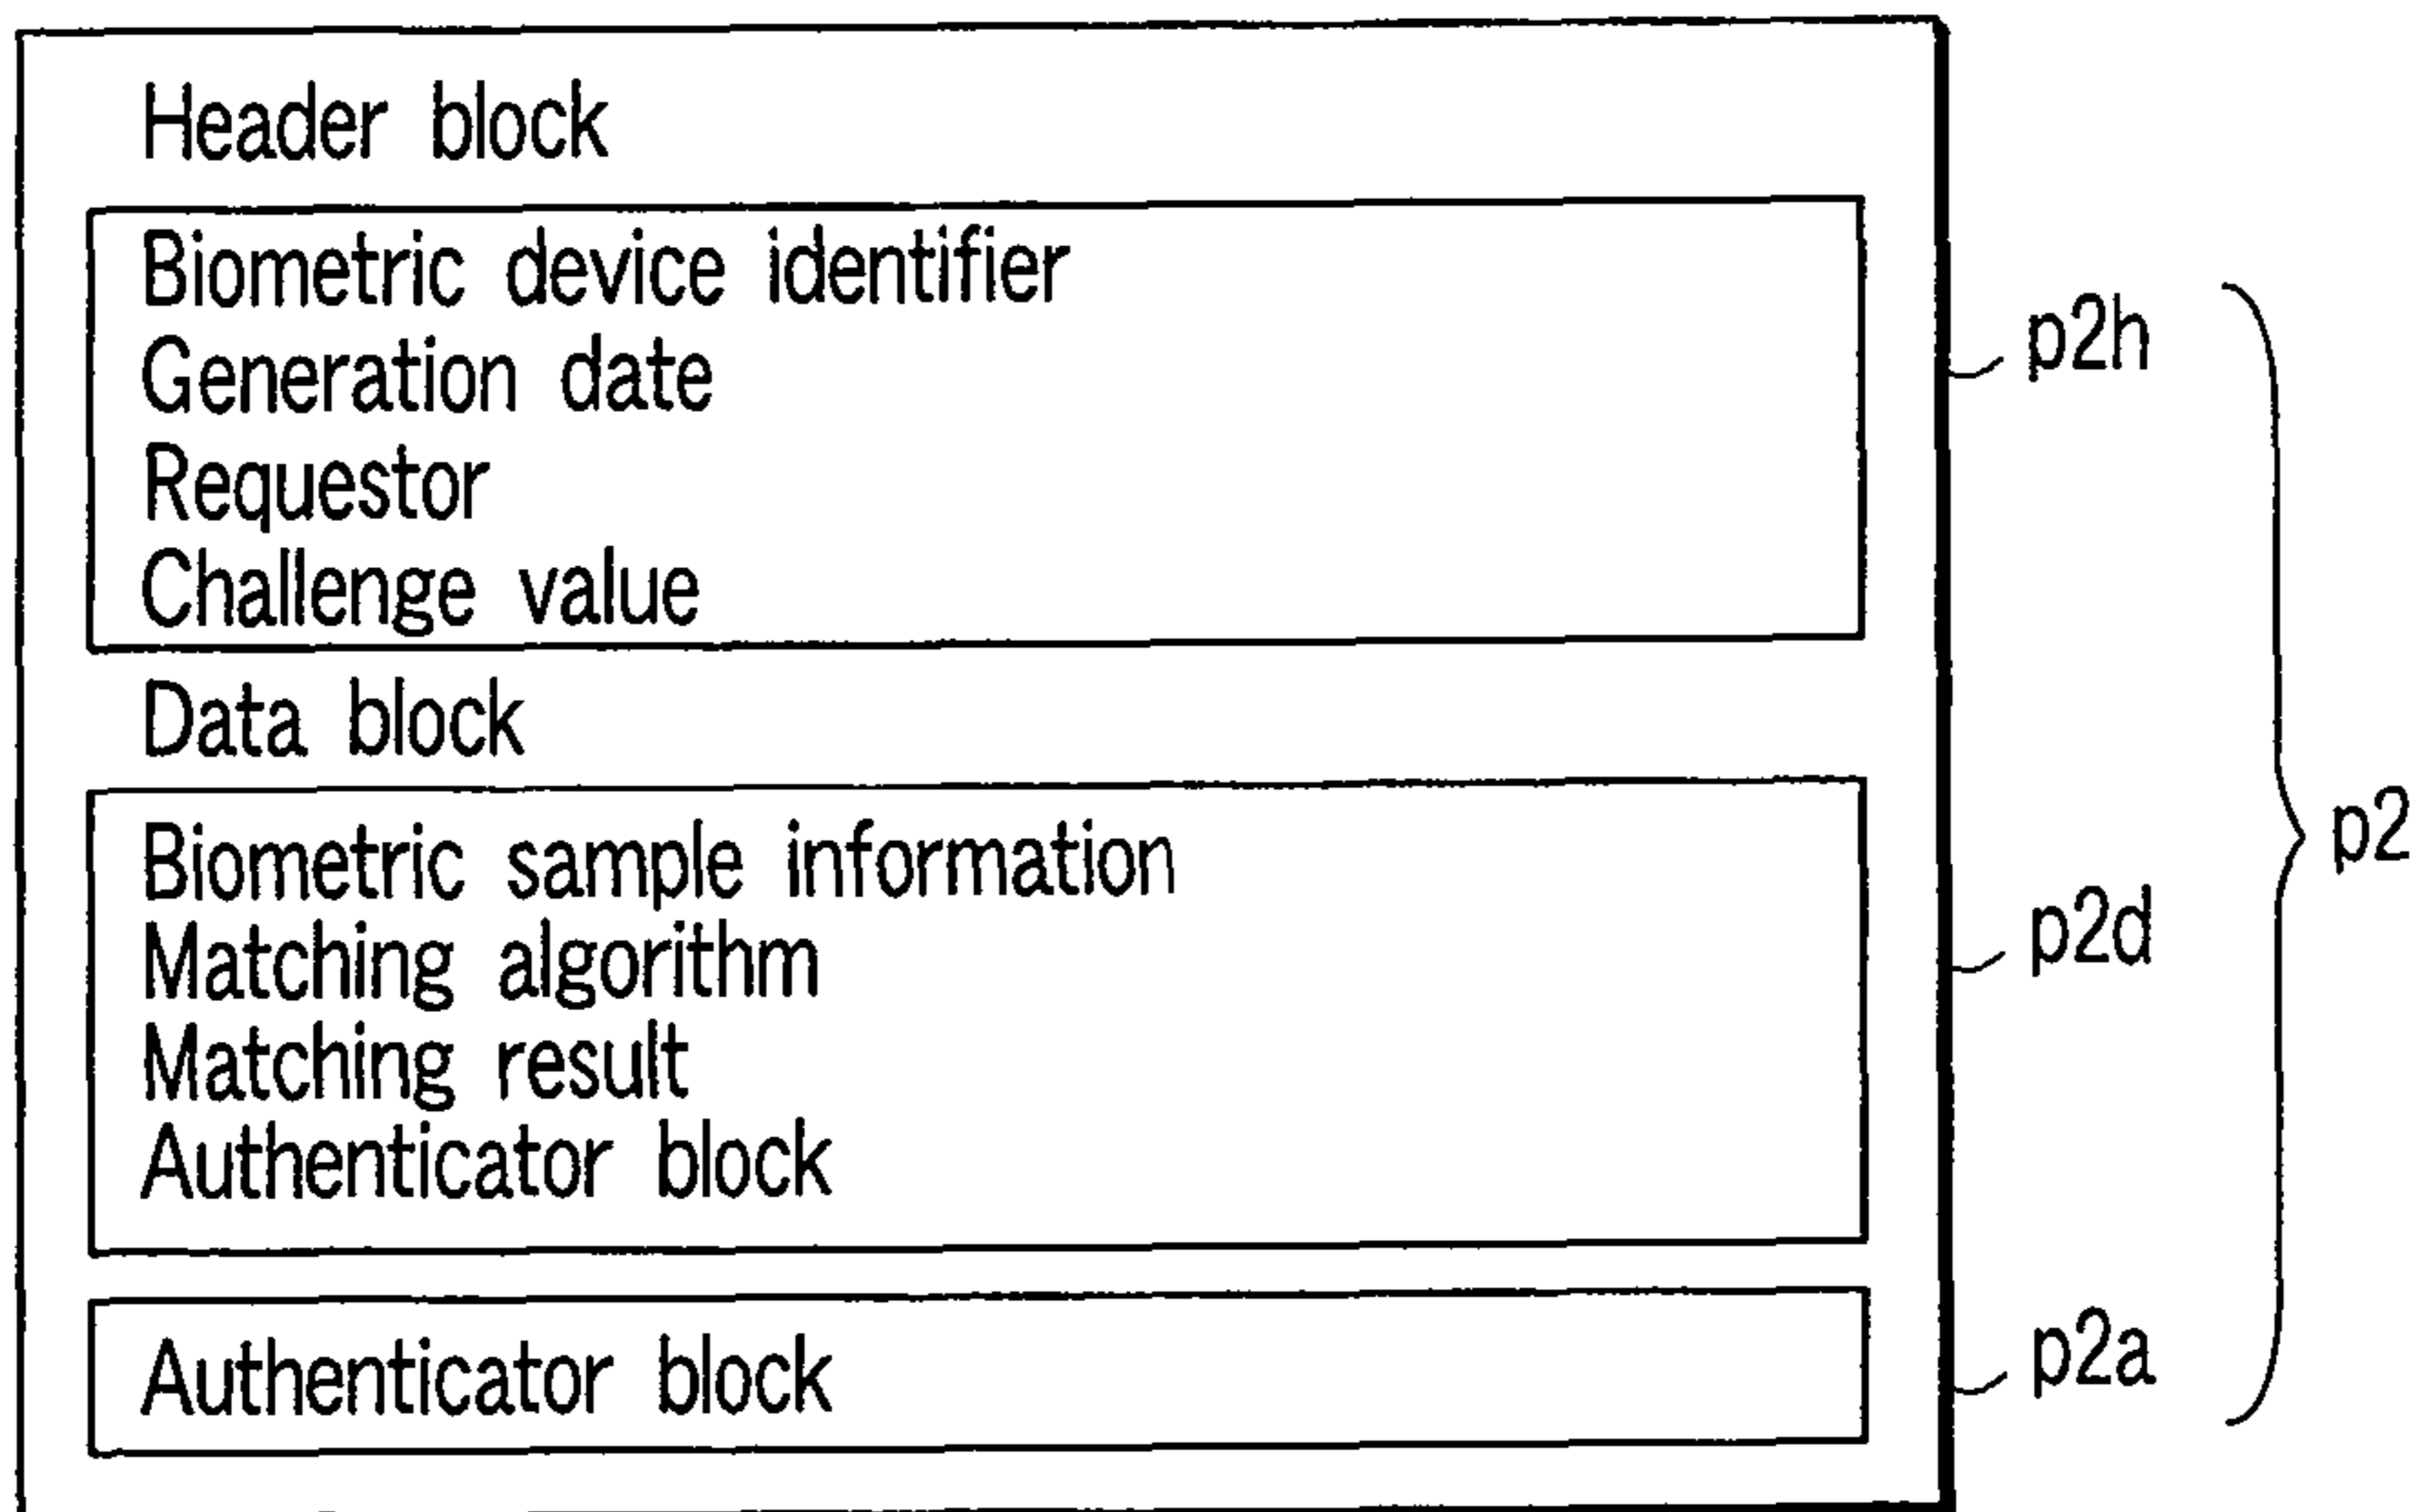 Header block
Biometric device identifier
Generation date
Requestor
Challenge value
p2h
Data block
Biometric sample information
Matching algorithm
Matching result
Authenticator block
p2d
Authenticator block
p2a
p2